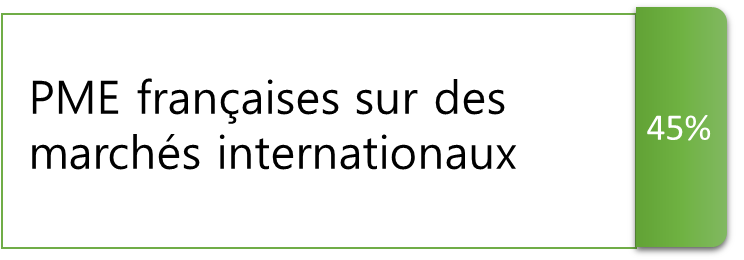 PME françaises sur des
marchés internationaux
45%